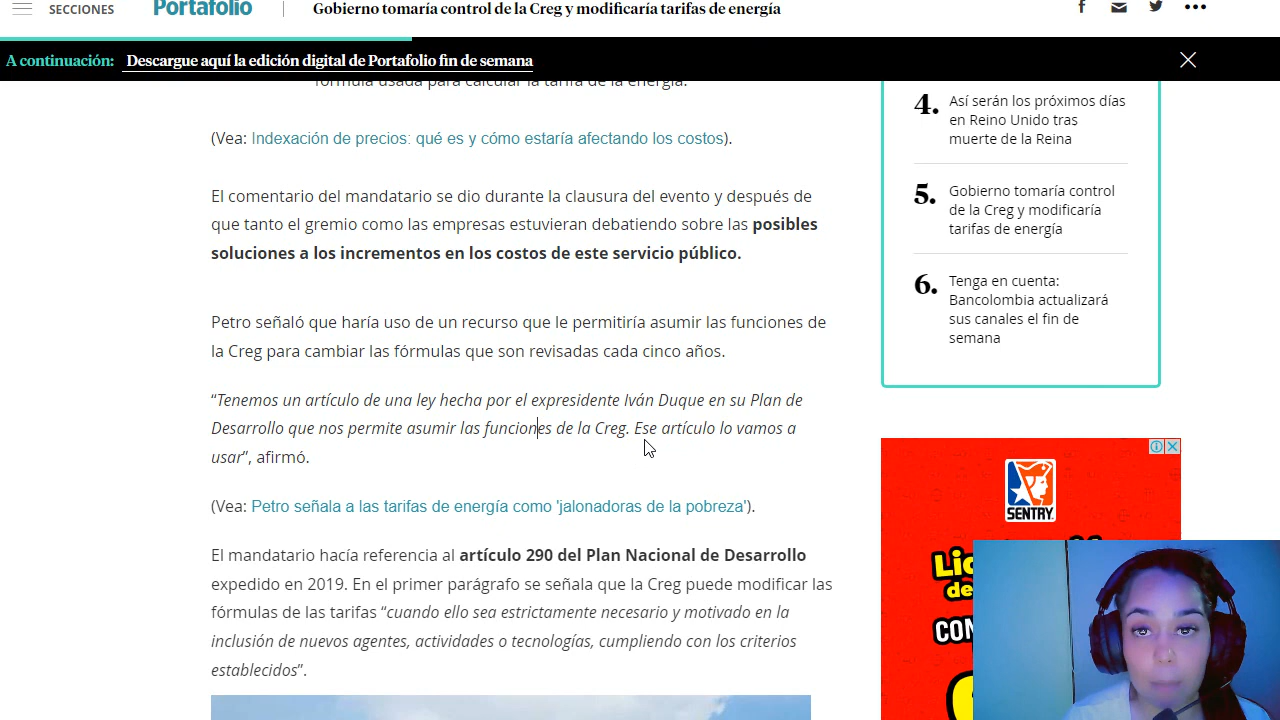 SECCIONES
Portafolio
Gobierno tomaría control de la Creg y modificaría tarifas de energía
A continuación: Descargue aquí la edición digital de Portafolio fin de semana
fórmula usada para calcular la tarifa de la energía.
(Vea: Indexación de precios: qué es y cómo estaría afectando los costos).
El comentario del mandatario se dio durante la clausura del evento y después de
que tanto el gremio como las empresas estuvieran debatiendo sobre las posibles
soluciones a los incrementos en los costos de este servicio público.
Petro señaló que haría uso de un recurso que le permitiría asumir las funciones de
la Creg para cambiar las fórmulas que son revisadas cada cinco años.
“Tenemos un artículo de una ley hecha por el expresidente Iván Duque en su Plan de
Desarrollo que nos permite asumir las funciones de la Creg. Ese artículo lo vamos a
usar”, afirmó.
(Vea: Petro señala a las tarifas de energía como 'jalonadoras de la pobreza').
El mandatario hacía referencia al artículo 290 del Plan Nacional de Desarrollo
expedido en 2019. En el primer parágrafo se señala que la Creg puede modificar las
fórmulas de las tarifas “cuando ello sea estrictamente necesario y motivado en la
inclusión de nuevos agentes, actividades o tecnologías, cumpliendo con los criterios
establecidos”.
4. Así serán los próximos días
en Reino Unido tras
muerte de la Reina
5. Gobierno tomaría control
de la Creg y modificaría
tarifas de energía
6. Tenga en cuenta:
Bancolombia actualizará
sus canales el fin de
semana
SENTRY